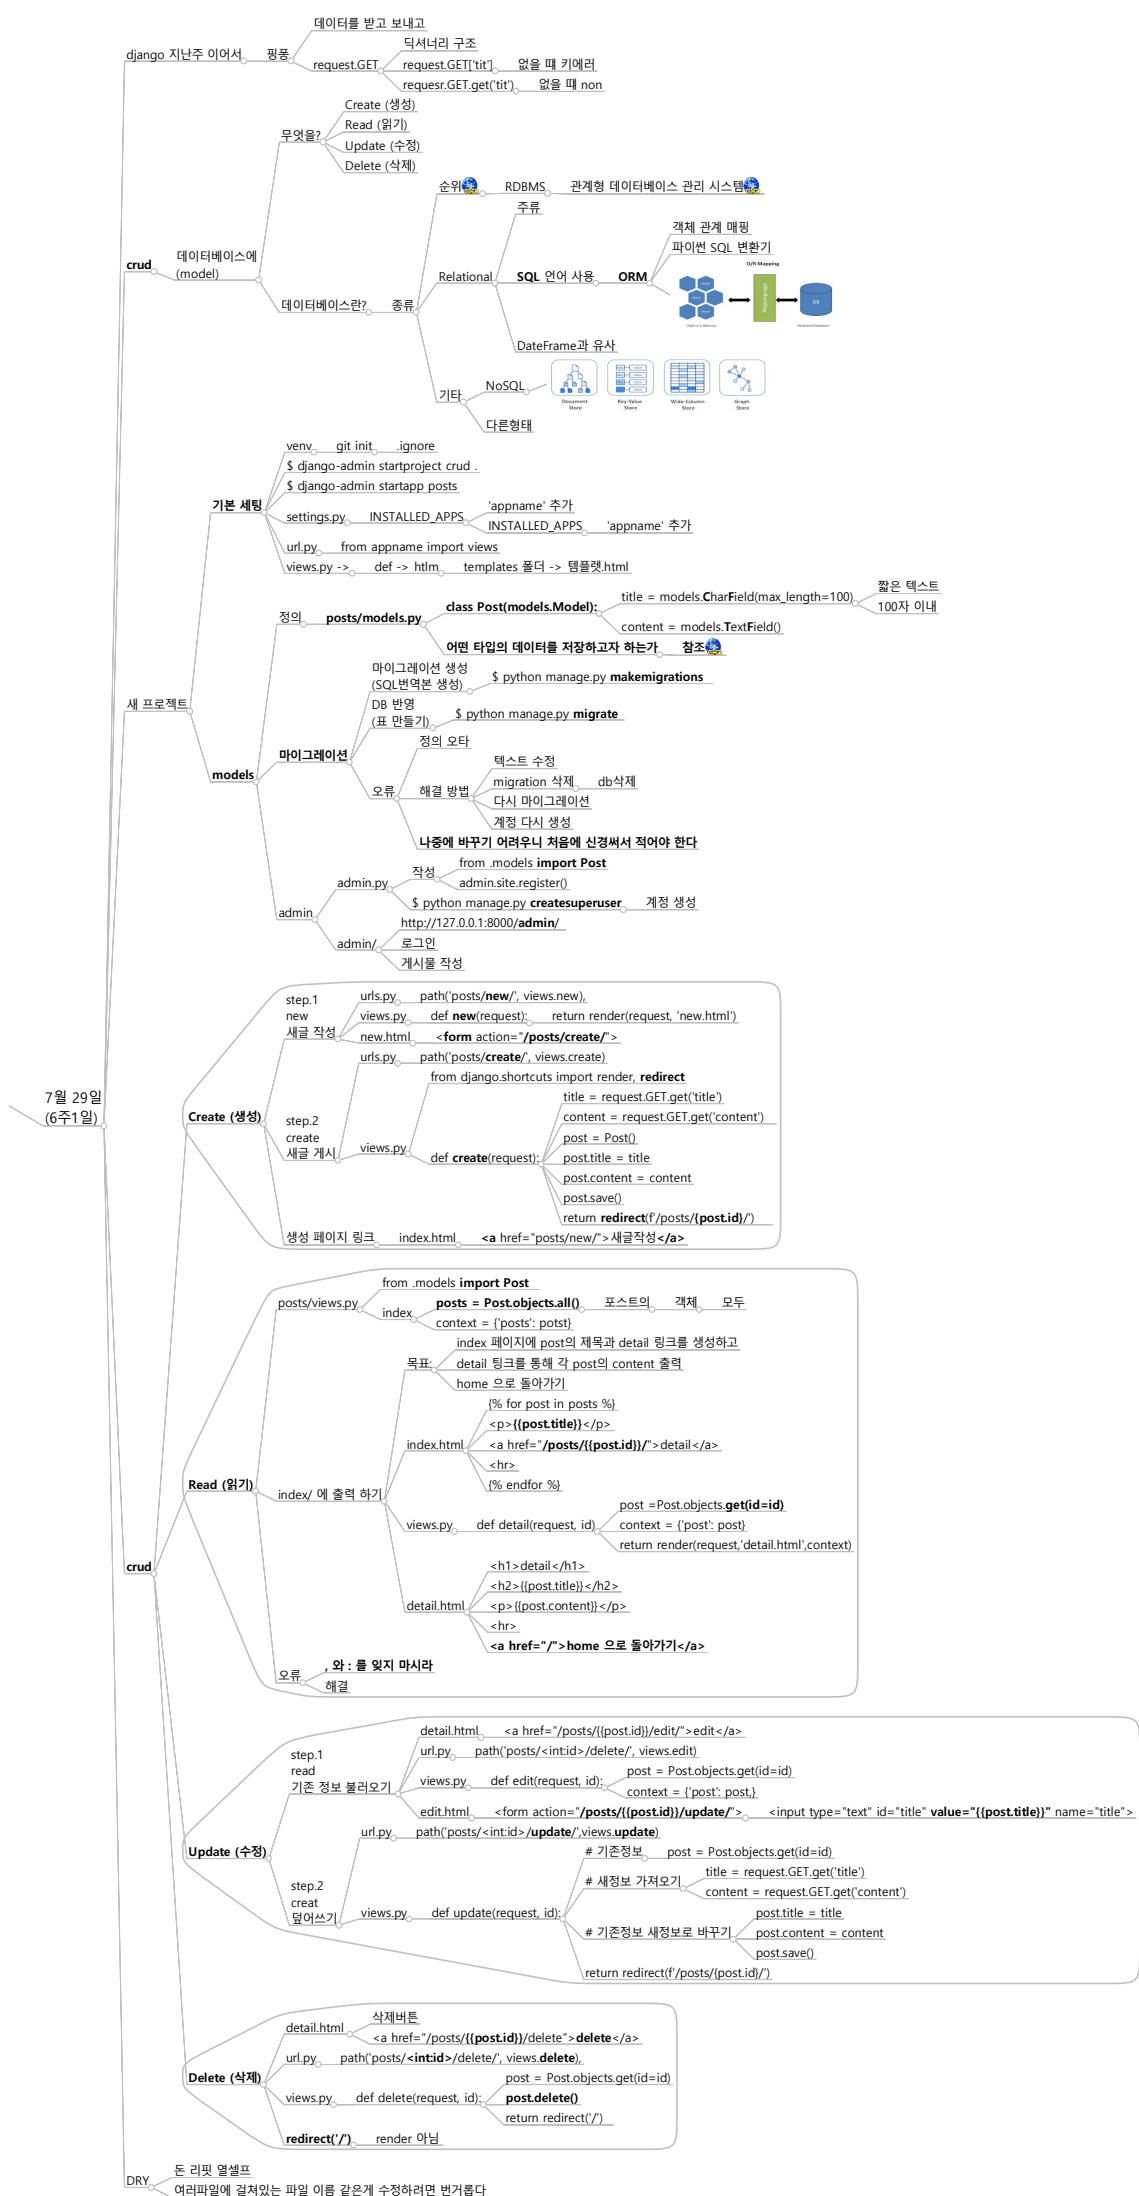 데이터를 받고 보내고
django 지난주 이어서
핑퐁
딕셔너리 구조
request.GET
request.GET['tit']
없을 떄 키에러
requesr.GET.get('tit')
없을 떄 non
Create (생성)
무엇을?
Read (읽기)
Update (수정)
Delete (삭제)
순위
RDBMS
관계형 데이터베이스 관리 시스템
주류
crud
데이터베이스에
(model)
객체 관계 매핑
파이썬 SQL 변환기
Relational
SQL 언어 사용
ORM
O/R Mapping
Mapping Logic
DB
Objects in Memory
Relational Database
데이터베이스란?
종류
DateFrame과 유사
기타
NoSQL
Document
Store
Key-Value
Store
Wide-Column
Store
Graph
Store
다른형태
venv
git init
.ignore
$ django-admin startproject crud .
$ django-admin startapp posts
기본 세팅
settings.py
INSTALLED_APPS
'appname' 추가
INSTALLED_APPS
'appname' 추가
url.py
from appname import views
views.py ->
def -> htlm
templates 폴더 -> 템플렛.html
정의
posts/models.py
class Post(models.Model):
title = models.CharField(max_length=100)
짧은 텍스트
100자 이내
content = models.TextField()
어떤 타입의 데이터를 저장하고자 하는가
참조
새 프로젝트
models
마이그레이션
마이그레이션 생성
(SQL번역본 생성)
$ python manage.py makemigrations
DB 반영
(표 만들기)
$ python manage.py migrate
오류
정의 오타
해결 방법
텍스트 수정
migration 삭제
db삭제
다시 마이그레이션
계정 다시 생성
나중에 바꾸기 어려우니 처음에 신경써서 적어야 한다
admin
admin.py
작성
from .models import Post
admin.site.register()
$ python manage.py createsuperuser
계정 생성
admin/
http://127.0.0.1:8000/admin/
로그인
게시물 작성
7월 29일
(6주1일)
crud
Create (생성)
step.1
new
새글 작성
urls.py
path('posts/new/', views.new),
views.py
def new(request):
return render(request, 'new.html')
new.html
<form action="/posts/create/">
step.2
create
새글 게시
urls.py
path('posts/create/', views.create)
views.py
from django.shortcuts import render, redirect
def create(request):
title = request.GET.get('title')
content = request.GET.get('content')
post = Post()
post.title = title
post.content = content
post.save()
return redirect(f'/posts/{post.id}/')
생성 페이지 링크
index.html
<a href="posts/new/">새글작성</a>
Read (읽기)
posts/views.py
from .models import Post
index
posts = Post.objects.all()
포스트의
객체
모두
context = {'posts': potst}
index/ 에 출력 하기
목표:
index 페이지에 post의 제목과 detail 링크를 생성하고
detail 팅크를 통해 각 post의 content 출력
home 으로 돌아가기
index.html
{% for post in posts %}
<p>{{post.title}}</p>
<a href="/posts/{{post.id}}/">detail</a>
<hr>
{% endfor %}
views.py
def detail(request, id)
post =Post.objects.get(id=id)
context = {'post': post}
return render(request,'detail.html',context)
detail.html
<h1>detail</h1>
<h2>{{post.title}}</h2>
<p>{{post.content}}</p>
<hr>
<a href="/">home 으로 돌아가기</a>
오류
, 와 : 를 잊지 마시라
해결
Update (수정)
step.1
read
기존 정보 불러오기
detail.html
<a href="/posts/{{post.id}}/edit/">edit</a>
url.py
path('posts/<int:id>/delete/', views.edit)
views.py
def edit(request, id):
post = Post.objects.get(id=id)
context = {'post': post,}
edit.html
<form action="/posts/{{post.id}}/update/">
<input type="text" id="title" value="{{post.title}}" name="title">
step.2
creat
덮어쓰기
url.py
path('posts/<int:id>/update/',views.update)
views.py
def update(request, id):
# 기존정보
post = Post.objects.get(id=id)
# 새정보 가져오기
title = request.GET.get('title')
content = request.GET.get('content')
# 기존정보 새정보로 바꾸기
post.title = title
post.content = content
post.save()
return redirect(f'/posts/{post.id}/')
Delete (삭제)
detail.html
삭제버튼
<a href="/posts/{{post.id}}/delete">delete</a>
url.py
path('posts/<int:id>/delete/', views.delete),
views.py
def delete(request, id):
post = Post.objects.get(id=id)
post.delete()
return redirect('/')
redirect('/')
render 아님
DRY
돈 리핏 열셀프
여러파일에 걸쳐있는 파일 이름 같은게 수정하려면 번거롭다